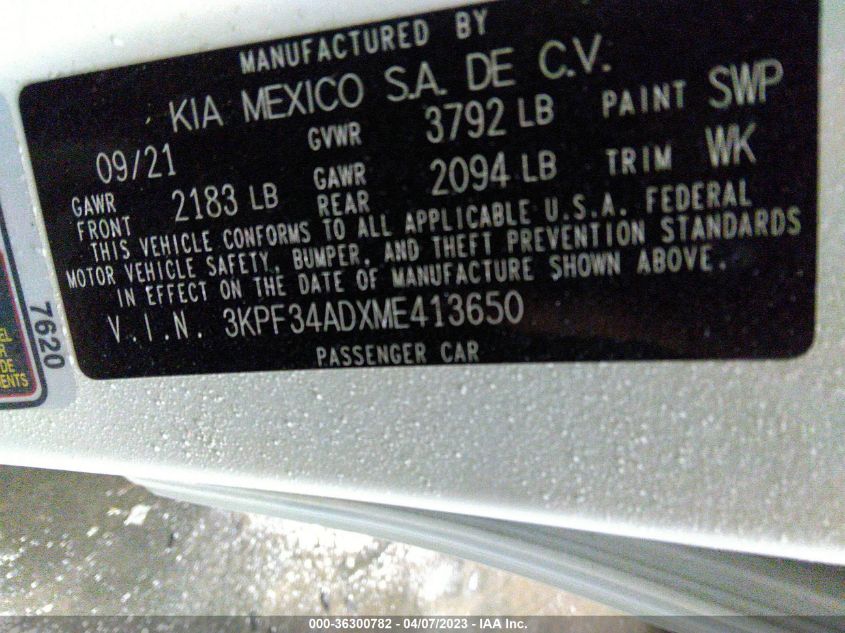 MANUFACTURED BY
KIA MEXICO S.A. DE C.V.
09/21 GVWR 3792 LB PAINT SWP
GAWR FRONT 2183 LB GAWR REAR 2094 LB TRIM WK
THIS VEHICLE CONFORMS TO ALL APPLICABLE U.S.A. FEDERAL
MOTOR VEHICLE SAFETY, BUMPER, AND THEFT PREVENTION STANDARDS
IN EFFECT ON THE DATE OF MANUFACTURE SHOWN ABOVE.
V.I.N. 3KPF34ADXME413650
PASSENGER CAR
7620
DE
000-36300782 - 04/07/2023 - IAA Inc.